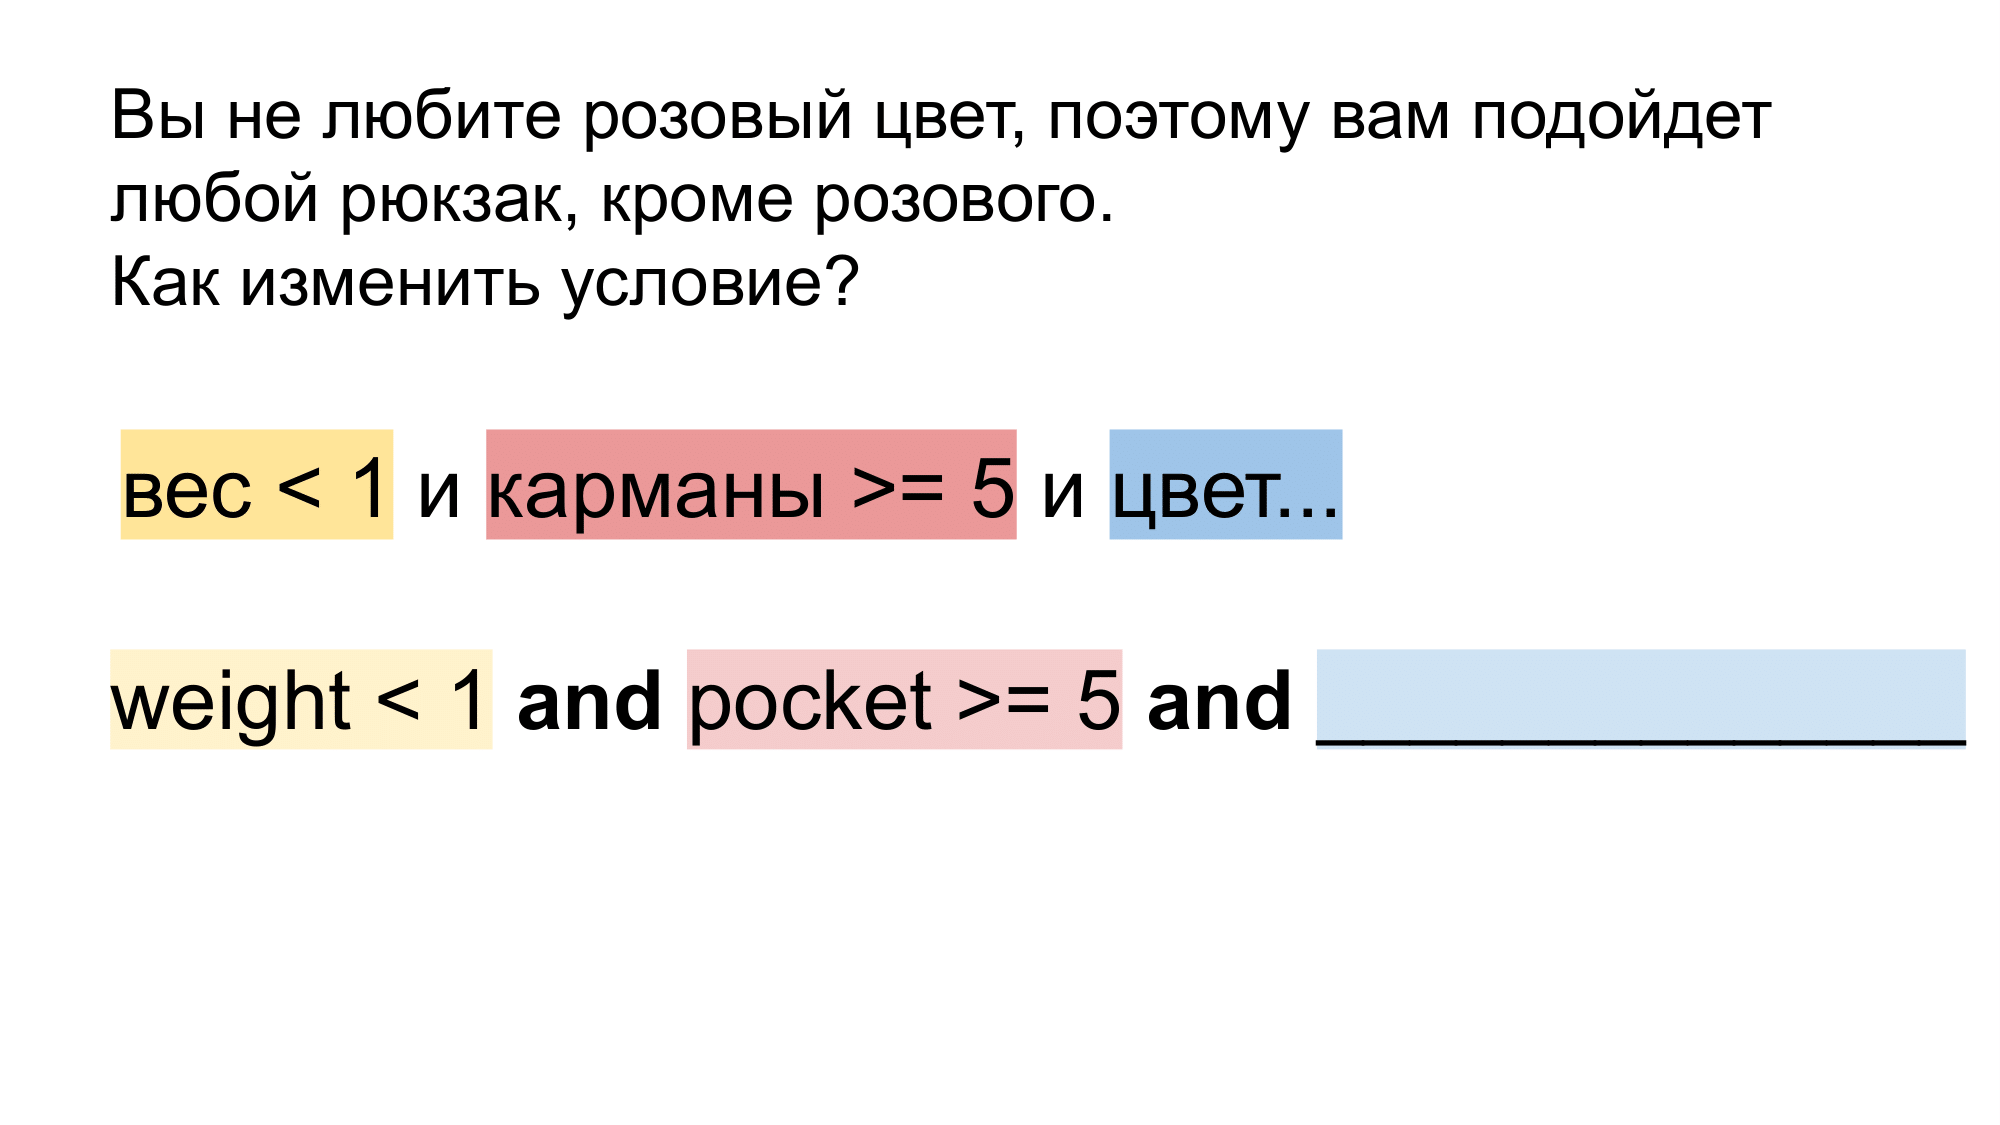 Вы не любите розовый цвет, поэтому вам подойдет
любой рюкзак, кроме розового.
Как изменить условие?
вес < 1 и карманы >= 5 и цвет...
weight < 1 and pocket >= 5 and ______________